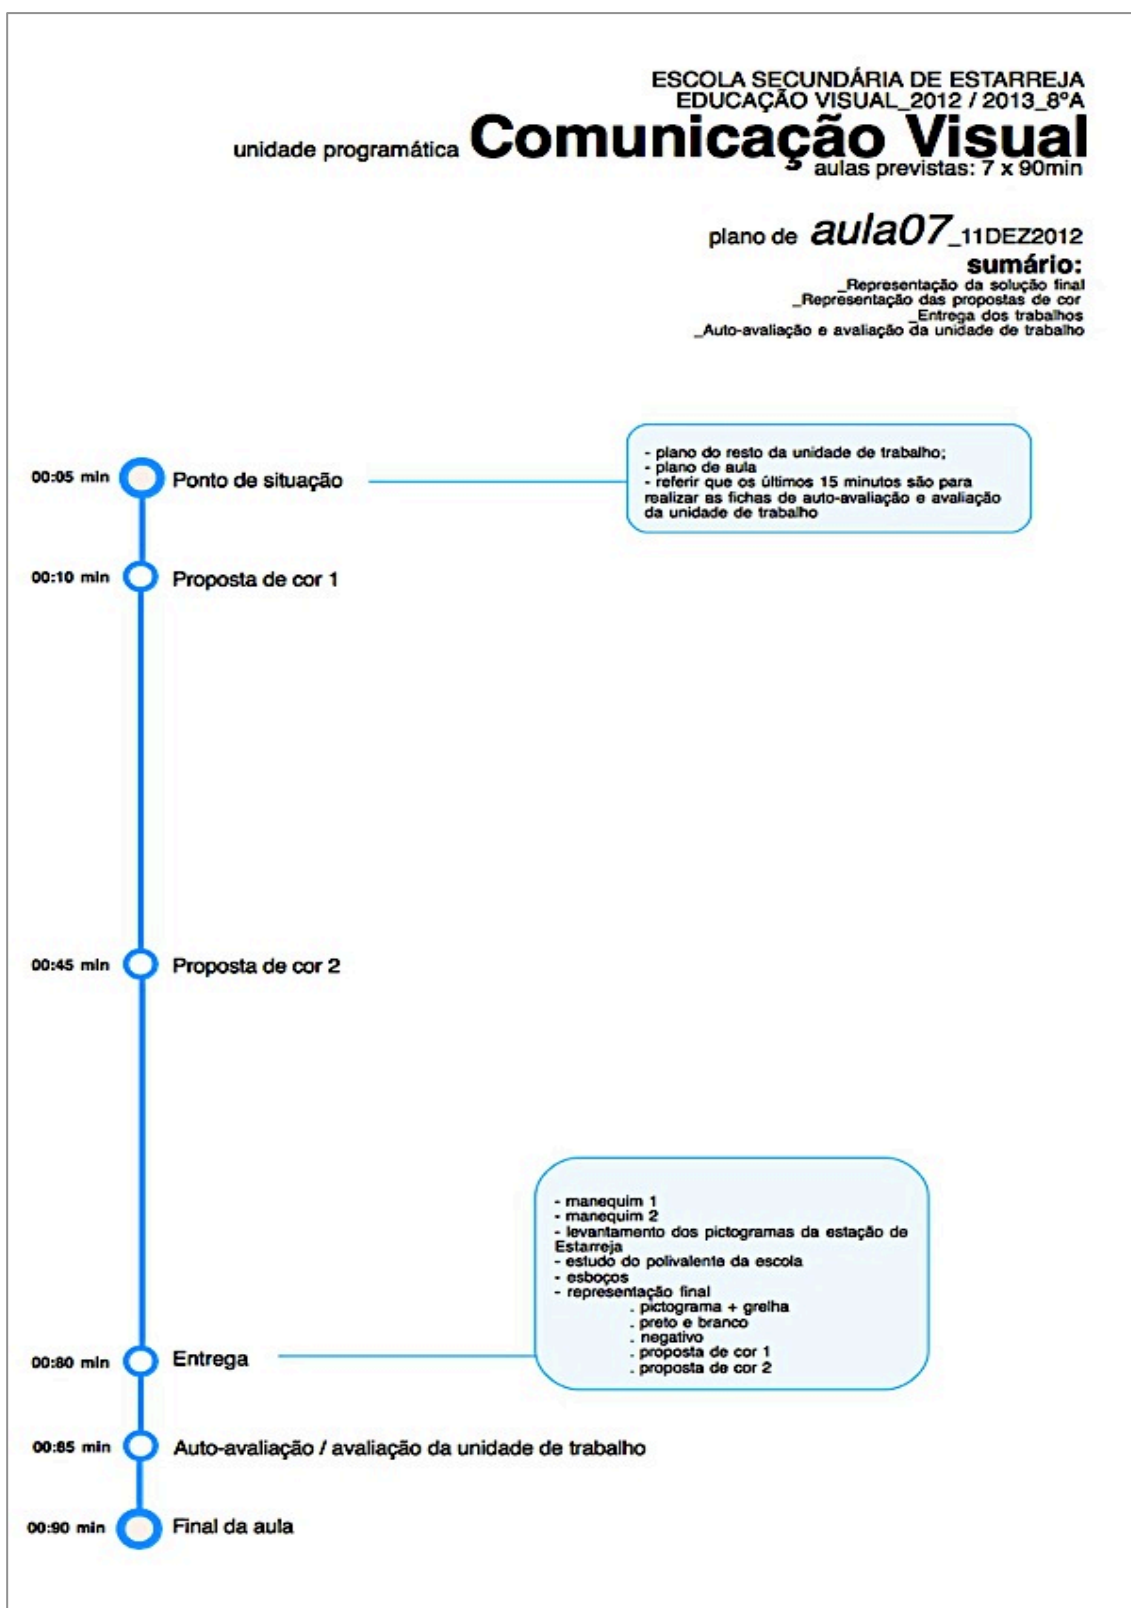 ESCOLA SECUNDÁRIA DE ESTARREJA
EDUCAÇÃO VISUAL_2012 / 2013_8ºA
unidade programática Comunicação Visual
aulas previstas: 7 x 90min
plano de aula07_11DEZ2012
sumário:
_Representação da solução final
_Representação das propostas de cor
_Entrega dos trabalhos
_Auto-avaliação e avaliação da unidade de trabalho
00:05 min Ponto de situação
- plano do resto da unidade de trabalho;
- plano de aula
- referir que os últimos 15 minutos são para
realizar as fichas de auto-avaliação e avaliação
da unidade de trabalho
00:10 min Proposta de cor 1
00:45 min Proposta de cor 2
- manequim 1
- manequim 2
- levantamento dos pictogramas da estação de
Estarreja
- estudo do polivalente da escola
- esboços
- representação final
. pictograma + grelha
. preto e branco
. negativo
. proposta de cor 1
. proposta de cor 2
00:80 min Entrega
00:85 min Auto-avaliação / avaliação da unidade de trabalho
00:90 min Final da aula